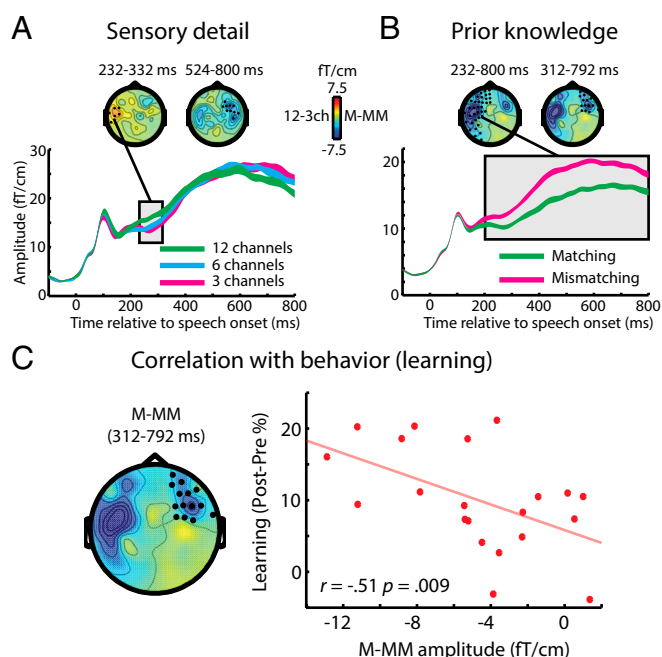 A
Sensory detail
232-332 ms
524-800 ms
fT/cm
7.5
12-3ch
M-MM
-7.5
30
20
10
0
Amplitude (fT/cm)
12 channels
6 channels
3 channels
0 200 400 600 800
Time relative to speech onset (ms)
B
Prior knowledge
232-800 ms
312-792 ms
20
10
0
Matching
Mismatching
0 200 400 600 800
Time relative to speech onset (ms)
C
Correlation with behavior (learning)
M-MM
(312-792 ms)
Learning (Post-Pre %)
20
10
0
r = -.51 p = .009
-12 -8 -4 0
M-MM amplitude (fT/cm)